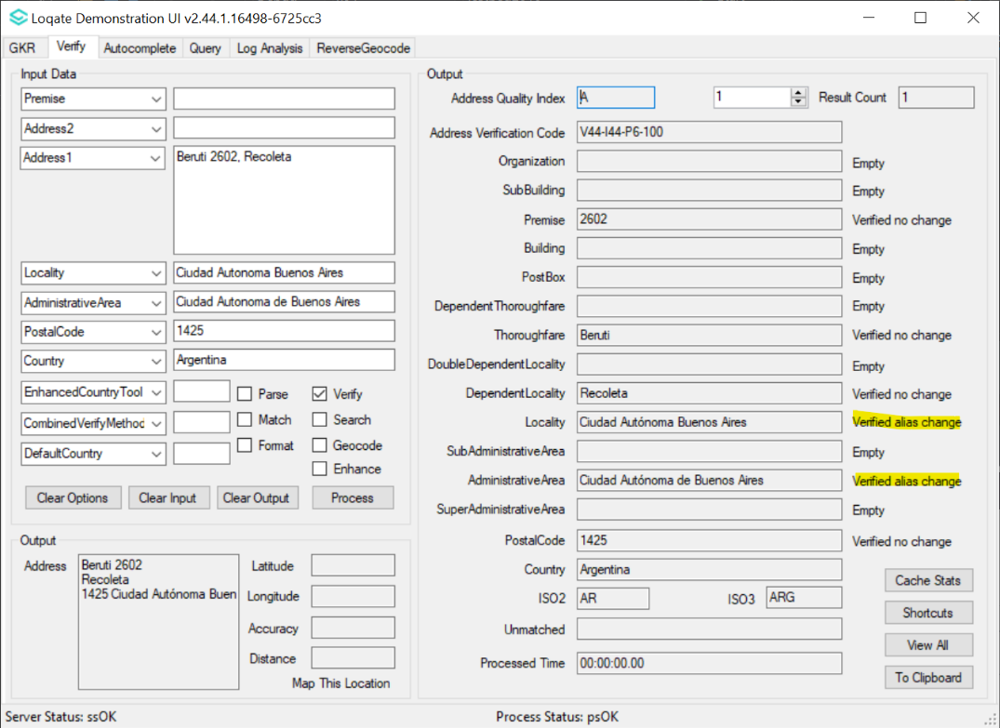 Loqate Demonstration UI v2.44.1.16498-6725cc3
GKR Verify Autocomplete Query Log Analysis ReverseGeocode
Input Data
Premise
Address2
Address1 Beruti 2602, Recoleta
Locality Ciudad Autonoma Buenos Aires
AdministrativeArea Ciudad Autonoma de Buenos Aires
PostalCode 1425
Country Argentina
EnhancedCountryTool Parse Verify
CombinedVerifyMethod Match Search
DefaultCountry Format Geocode
Enhance
Clear Options Clear Input Clear Output Process
Output
Address Beruti 2602
Recoleta
1425 Ciudad Autónoma Buen
Latitude
Longitude
Accuracy
Distance
Map This Location
Output
Address Quality Index A 1 Result Count 1
Address Verification Code V44-I44-P6-100
Organization Empty
SubBuilding Empty
Premise 2602 Verified no change
Building Empty
PostBox Empty
DependentThoroughfare Empty
Thoroughfare Beruti Verified no change
DoubleDependentLocality Empty
DependentLocality Recoleta Verified no change
Locality Ciudad Autónoma Buenos Aires Verified alias change
SubAdministrativeArea Empty
AdministrativeArea Ciudad Autónoma de Buenos Aires Verified alias change
SuperAdministrativeArea Empty
PostalCode 1425 Verified no change
Country Argentina
ISO2 AR ISO3 ARG
Unmatched
Processed Time 00:00:00.00
Cache Stats
Shortcuts
View All
To Clipboard
Server Status: ssOK Process Status: psOK